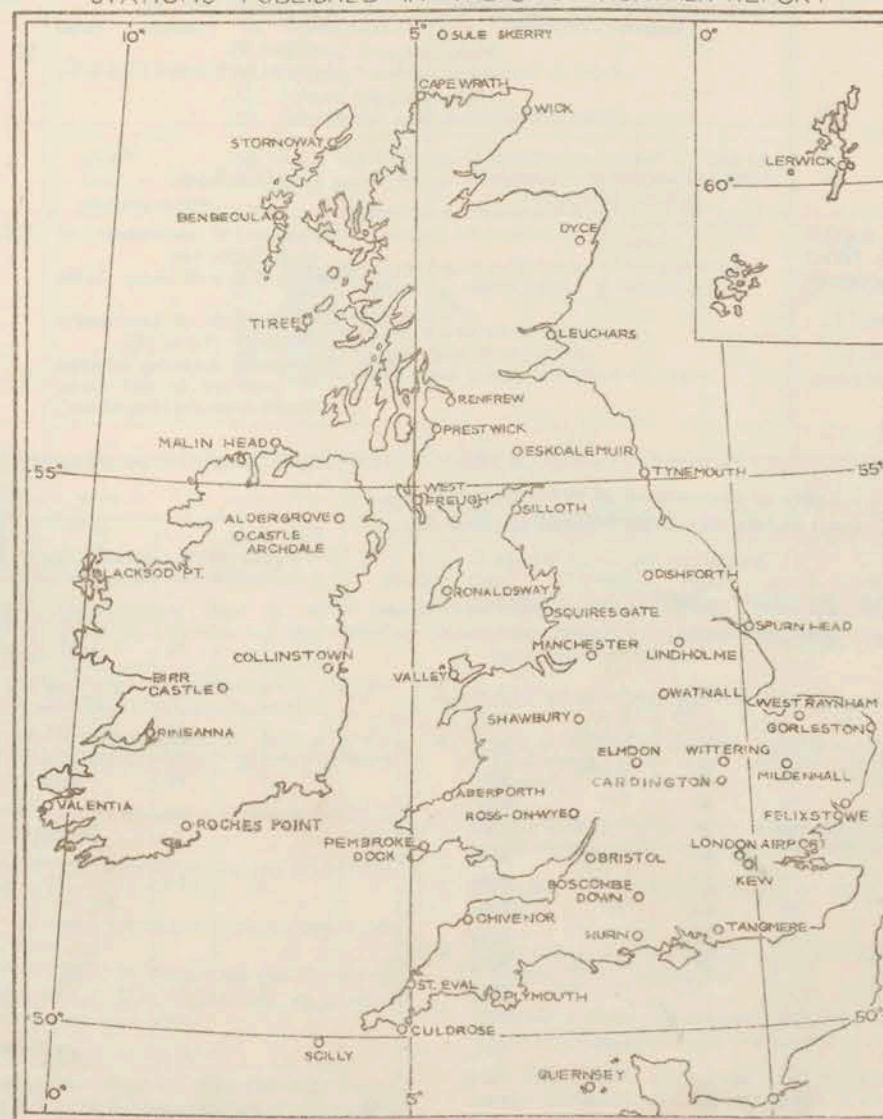 STATIONS PUBLISHED IN THE DAILY WEATHER REPORT
10° 5° O SULE SKERRY 0°
CAPE WRATH
WICK
STORNOWAY
LERWICK
60°
BENBECULA
DYCE
TIREE
LEUCHARS
RENFREW
PRESTWICK
MALIN HEAD
ESKDALEMUIR
55° TYNEMOUTH 55°
WEST
FREUGH
SILLOTH
ALDERGROVE
CASTLE
ARCHDALE
BLACKSOD PT.
DISHFORTH
RONALDSWAY
SQUIRES GATE
SPURN HEAD
MANCHESTER
LINDHOLME
COLLINSTOWN
VALLEY
BIRR
CASTLE
WATNALL
WEST RAYNHAM
SHAWBURY
GORLESTON
RINEANNA
ELMDON WITTERING
CARDINGTON
MILDENHALL
ABERPORTH
VALENTIA
ROSS-ON-WYE
FELIXSTOWE
ROCHES POINT
PEMBROKE
DOCK
LONDON AIRPORT
BRISTOL
KEW
BOSCOMBE
DOWN
CHIVENOR
TANGMERE
HURN
ST. EVAL
PLYMOUTH
50° 50°
CULDROSE
SCILLY
GUERNSEY
10° 5° 0°